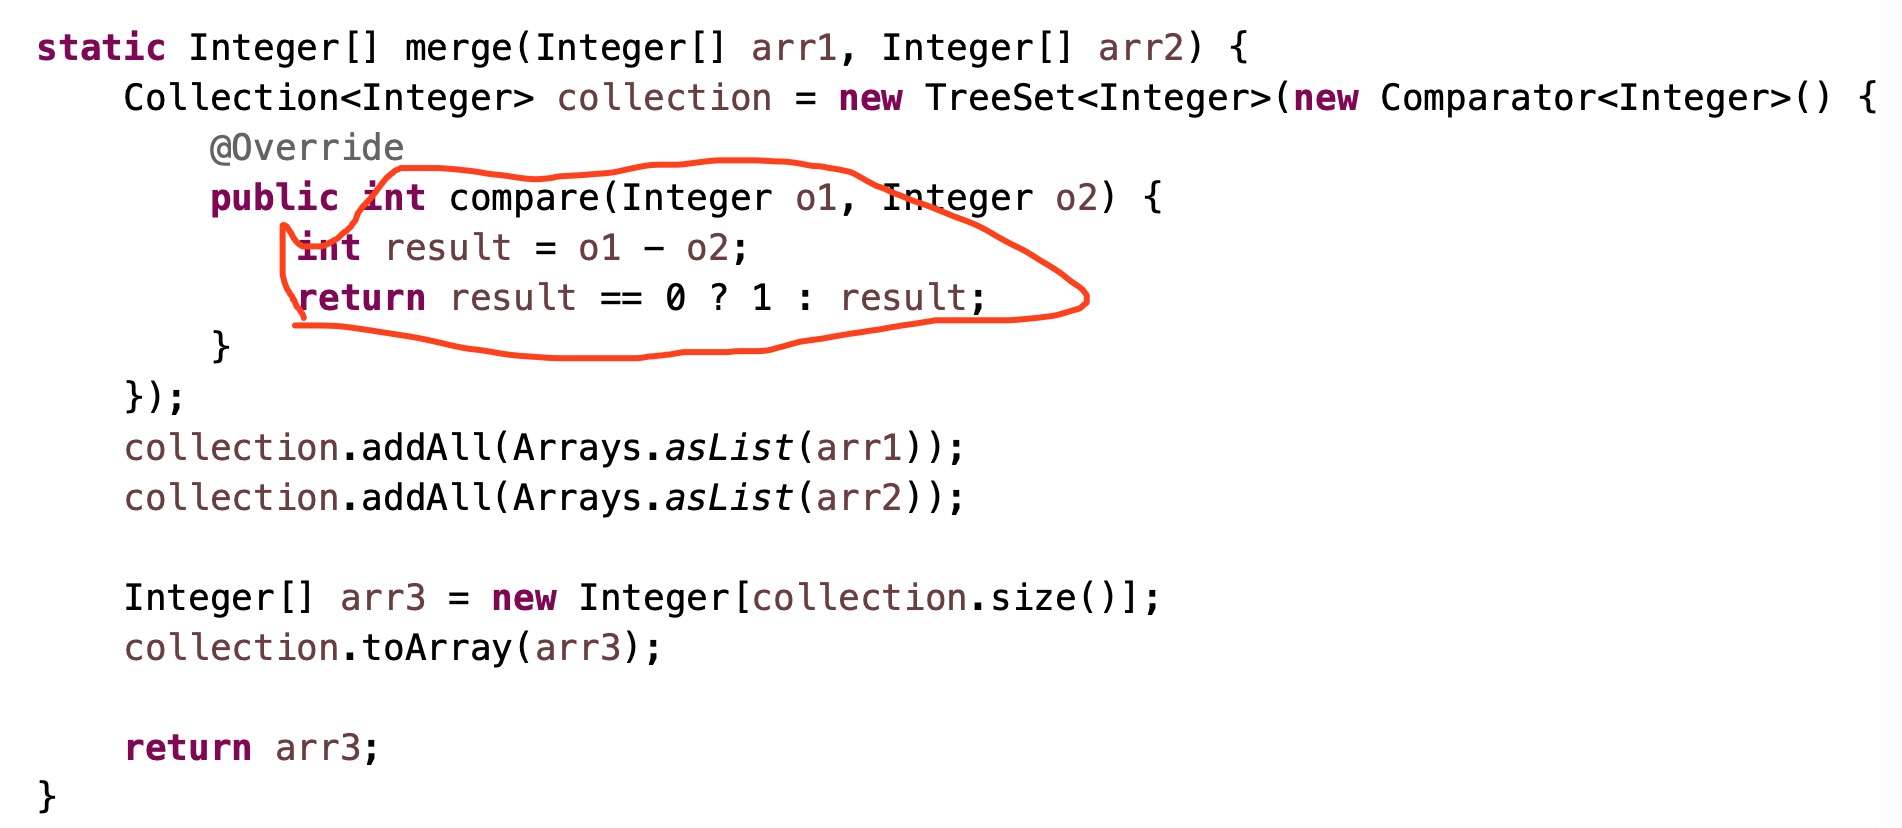 static Integer[] merge(Integer[] arr1, Integer[] arr2) {
Collection<Integer> collection = new TreeSet<Integer>(new Comparator<Integer>() {
@Override
public int compare(Integer o1, Integer o2) {
int result = o1 - o2;
return result == 0 ? 1 : result;
}
});
collection.addAll(Arrays.asList(arr1));
collection.addAll(Arrays.asList(arr2));
Integer[] arr3 = new Integer[collection.size()];
collection.toArray(arr3);
return arr3;
}